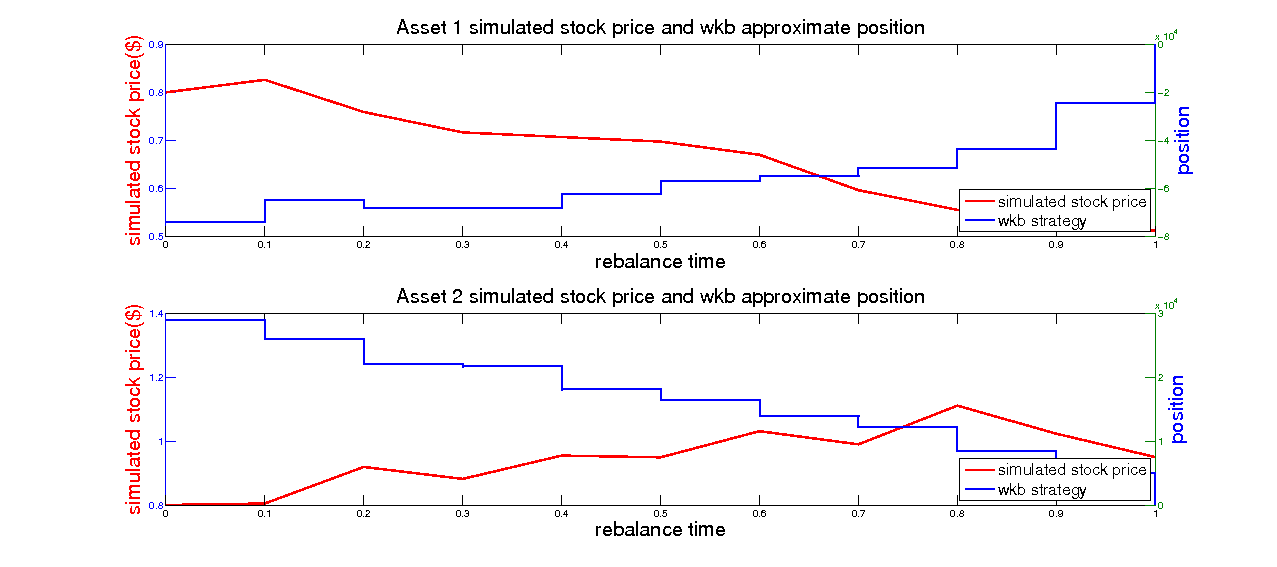 Asset 1 simulated stock price and wkb approximate position
x 10^4
0.9
0.8
0.7
0.6
0.5
simulated stock price($)
0
-2
-4
-6
-8
position
simulated stock price
wkb strategy
0 0.1 0.2 0.3 0.4 0.5 0.6 0.7 0.8 0.9 1
rebalance time
Asset 2 simulated stock price and wkb approximate position
x 10^4
1.4
1.2
1
0.8
simulated stock price($)
3
2
1
0
position
simulated stock price
wkb strategy
0 0.1 0.2 0.3 0.4 0.5 0.6 0.7 0.8 0.9 1
rebalance time